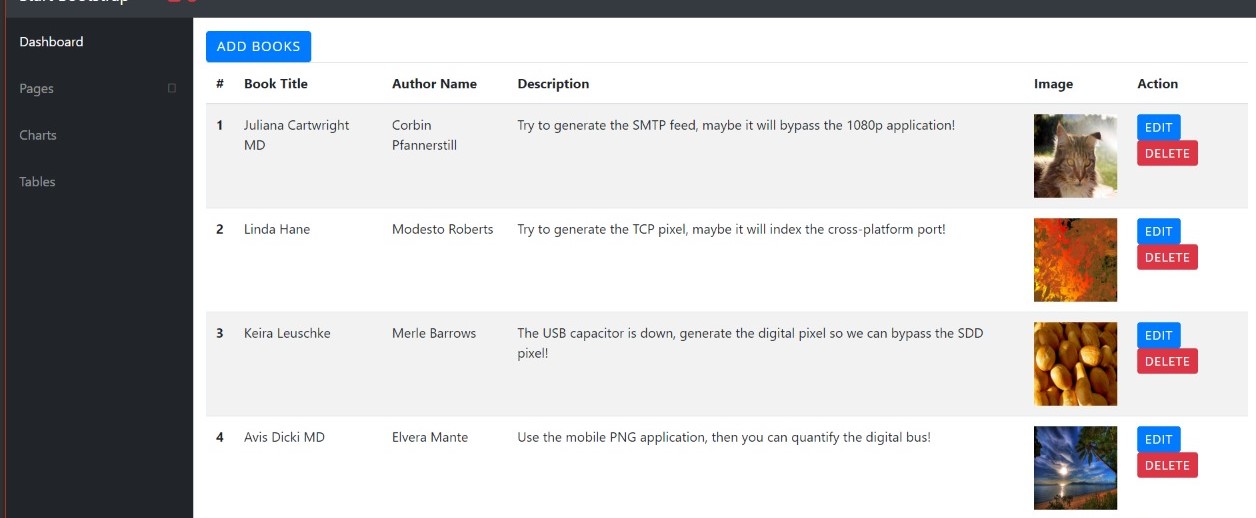 Start Bootstrap
Dashboard
Pages
Charts
Tables
ADD BOOKS
# Book Title Author Name Description Image Action
1 Juliana Cartwright Corbin Try to generate the SMTP feed, maybe it will bypass the 1080p application! EDIT
MD Pfannerstill DELETE
2 Linda Hane Modesto Roberts Try to generate the TCP pixel, maybe it will index the cross-platform port! EDIT
DELETE
3 Keira Leuschke Merle Barrows The USB capacitor is down, generate the digital pixel so we can bypass the SDD EDIT
pixel! DELETE
4 Avis Dicki MD Elvera Mante Use the mobile PNG application, then you can quantify the digital bus! EDIT
DELETE